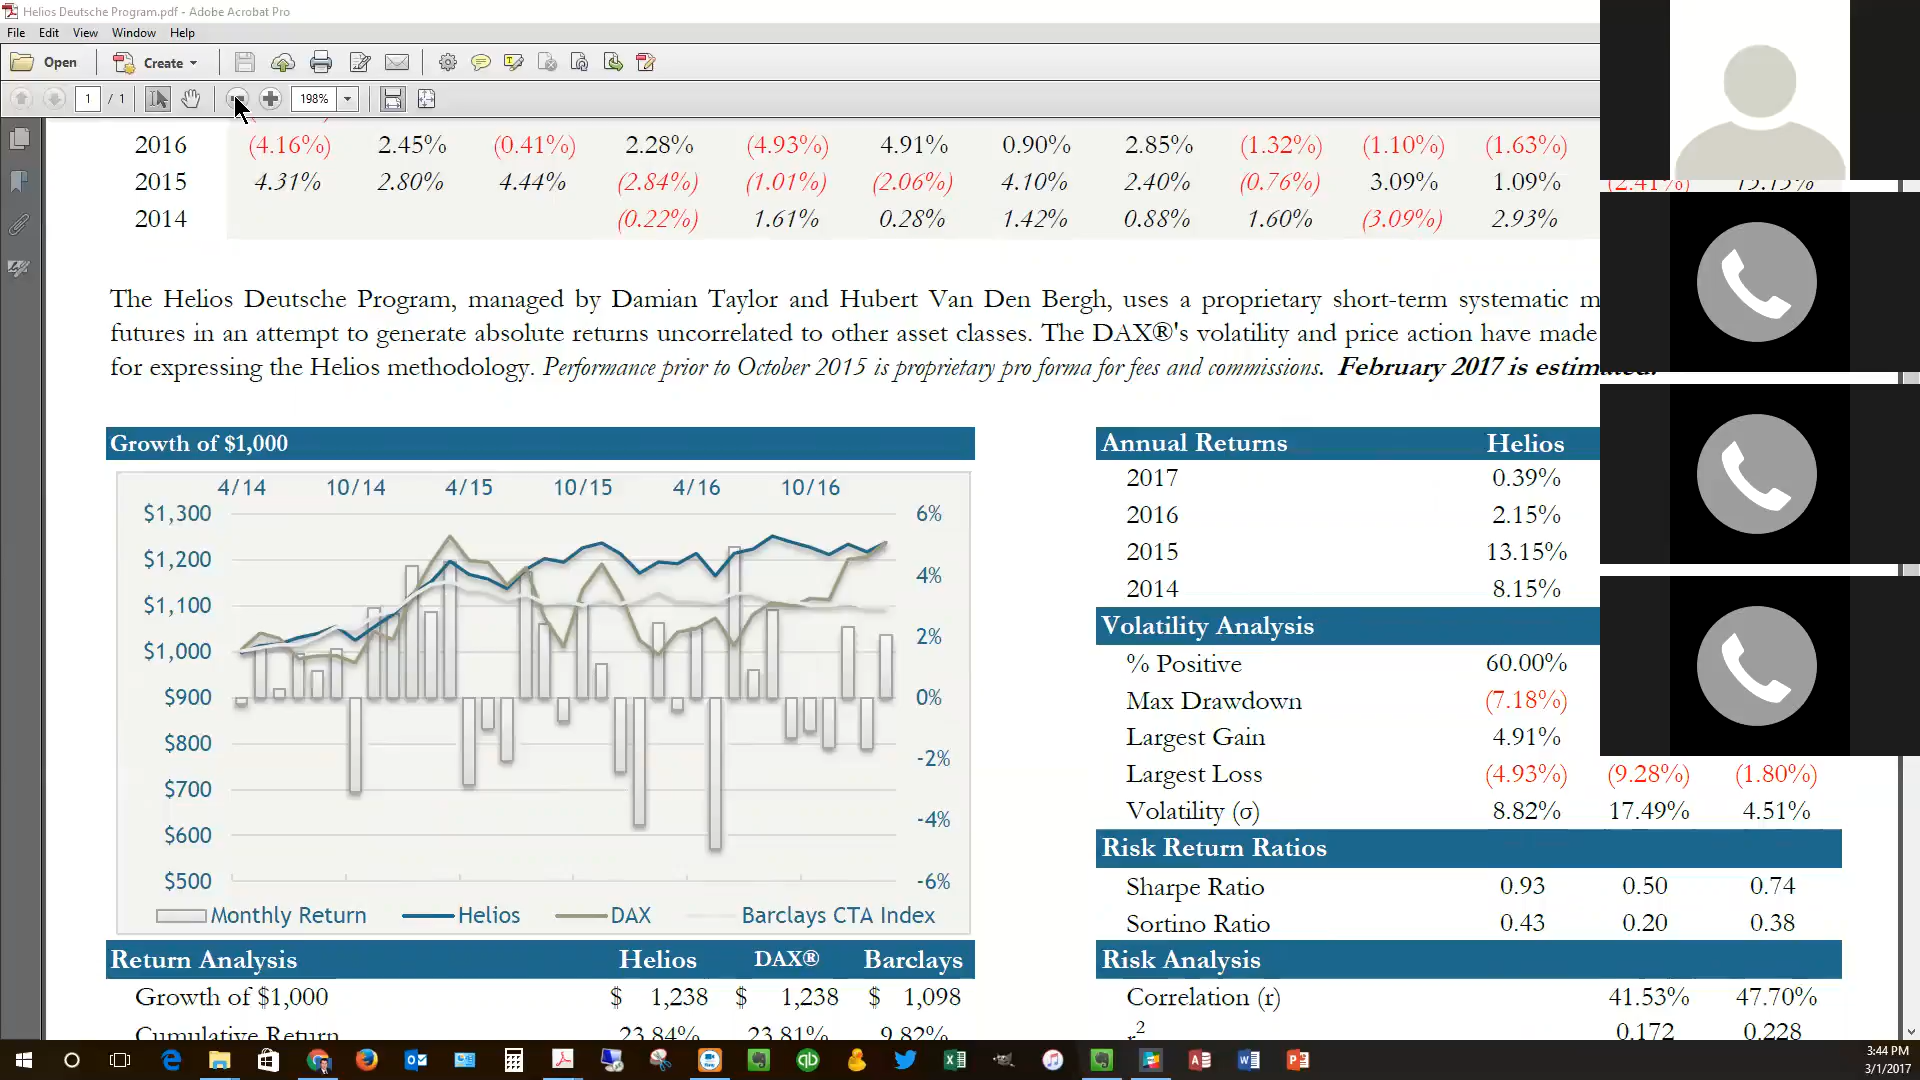 Helios Deutsche Program.pdf - Adobe Acrobat Pro
File Edit View Window Help
Open Create
1 / 1 198%
2016 (4.16%) 2.45% (0.41%) 2.28% (4.93%) 4.91% 0.90% 2.85% (1.32%) (1.10%) (1.63%)
2015 4.31% 2.80% 4.44% (2.84%) (1.01%) (2.06%) 4.10% 2.40% (0.76%) 3.09% 1.09% (2.41%) 13.15%
2014 (0.22%) 1.61% 0.28% 1.42% 0.88% 1.60% (3.09%) 2.93%
The Helios Deutsche Program, managed by Damian Taylor and Hubert Van Den Bergh, uses a proprietary short-term systematic
futures in an attempt to generate absolute returns uncorrelated to other asset classes. The DAX®'s volatility and price action have made
for expressing the Helios methodology. Performance prior to October 2015 is proprietary pro forma for fees and commissions. February 2017 is estimated.
Growth of $1,000
4/14 10/14 4/15 10/15 4/16 10/16
$1,300 6%
$1,200 4%
$1,100
$1,000 2%
$900 0%
$800 -2%
$700
$600 -4%
$500 -6%
Monthly Return Helios DAX Barclays CTA Index
Return Analysis Helios DAX® Barclays
Growth of $1,000 $ 1,238 $ 1,238 $ 1,098
Cumulative Return 23.84% 23.81% 9.82%
Annual Returns Helios
2017 0.39%
2016 2.15%
2015 13.15%
2014 8.15%
Volatility Analysis
% Positive 60.00%
Max Drawdown (7.18%)
Largest Gain 4.91%
Largest Loss (4.93%) (9.28%) (1.80%)
Volatility (σ) 8.82% 17.49% 4.51%
Risk Return Ratios
Sharpe Ratio 0.93 0.50 0.74
Sortino Ratio 0.43 0.20 0.38
Risk Analysis
Correlation (r) 41.53% 47.70%
r2 0.172 0.228
3:44 PM
3/1/2017